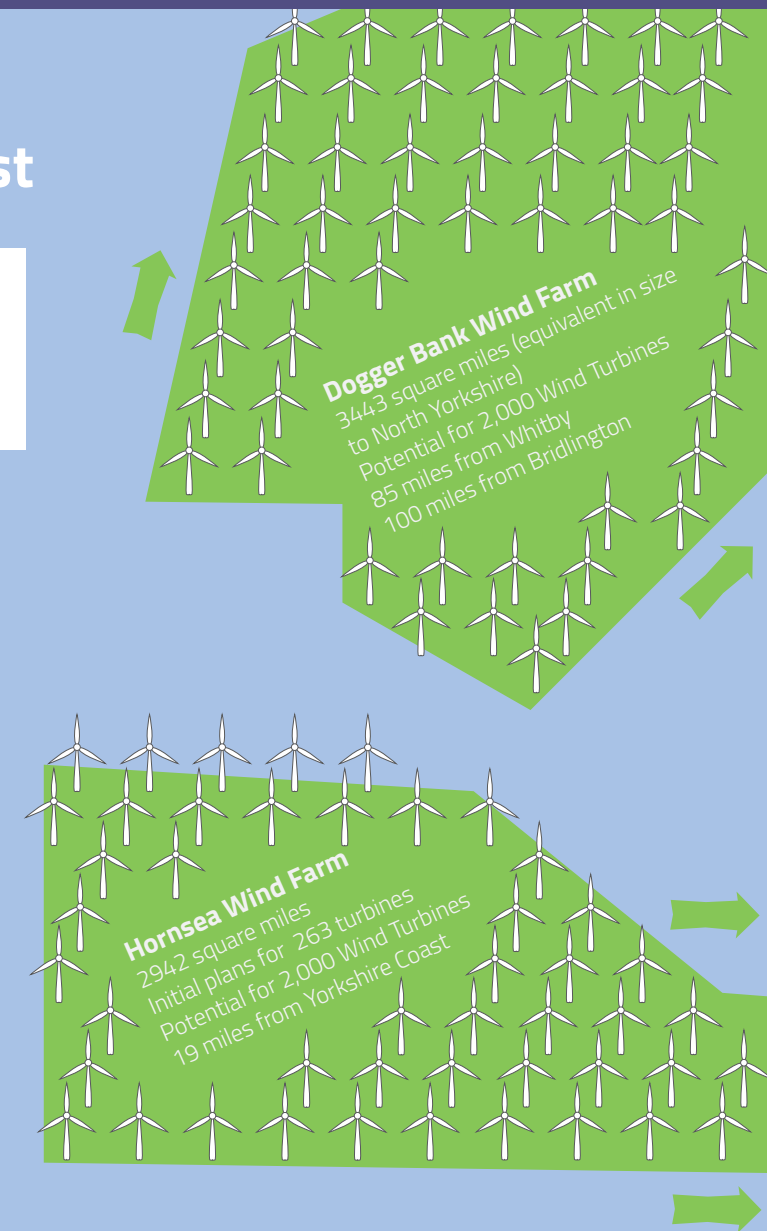 st
Dogger Bank Wind Farm
3443 square miles (equivalent in size
to North Yorkshire)
Potential for 2,000 Wind Turbines
85 miles from Whitby
100 miles from Bridlington
Hornsea Wind Farm
2942 square miles
Initial plans for 263 turbines
Potential for 2,000 Wind Turbines
19 miles from Yorkshire Coast